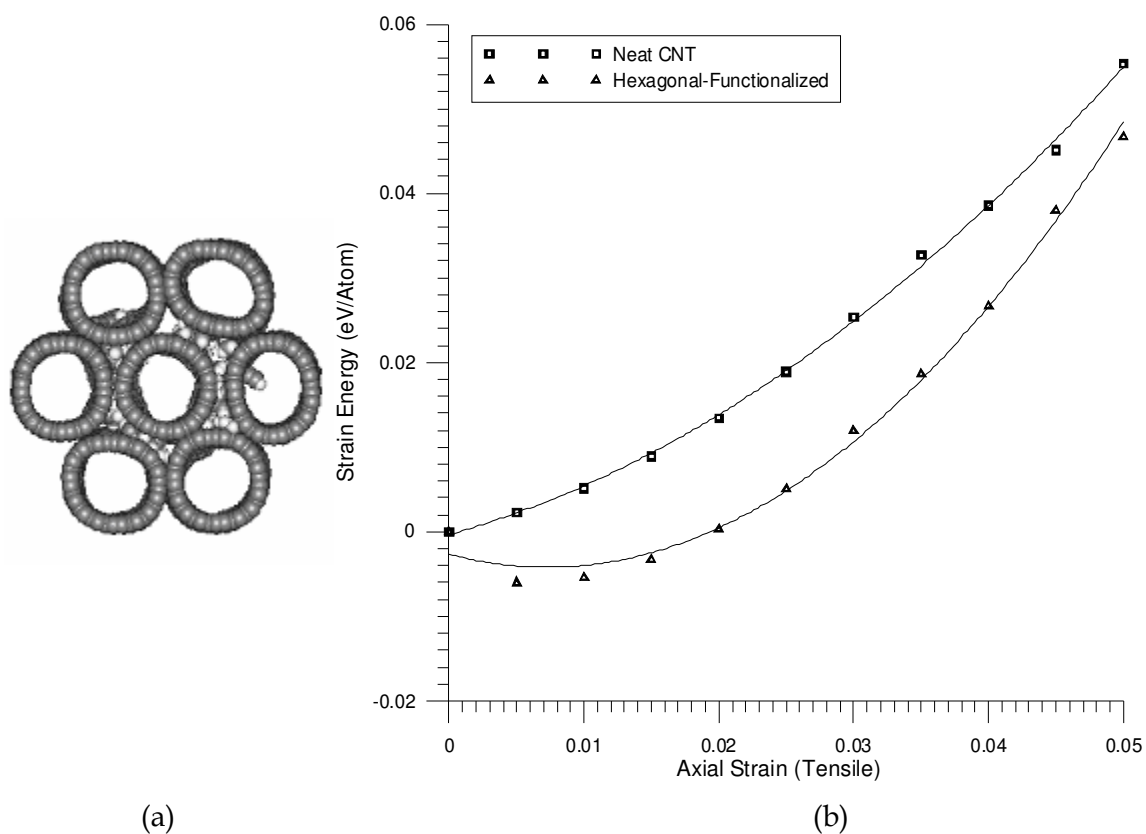 0.06
Neat CNT
Hexagonal-Functionalized
0.04
Strain Energy (eV/Atom)
0.02
0
-0.02
0 0.01 0.02 0.03 0.04 0.05
Axial Strain (Tensile)
(a) (b)